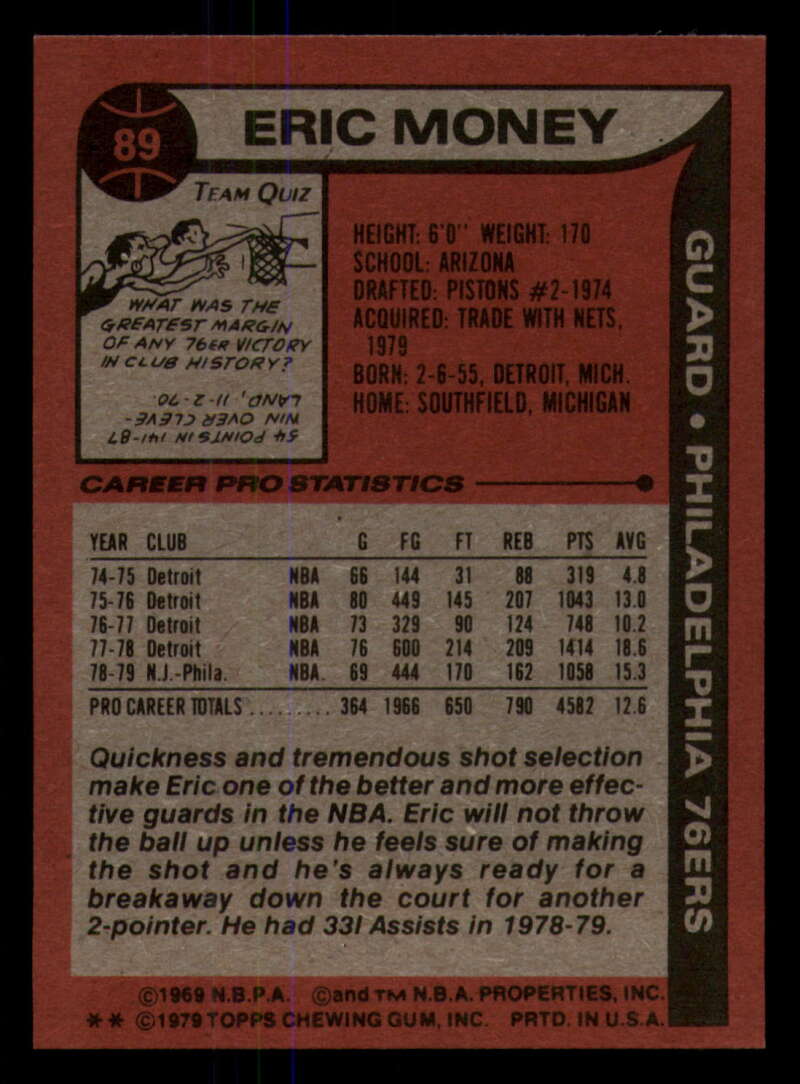 89
ERIC MONEY
TEAM QUIZ
WHAT WAS THE
GREATEST MARGIN
OF ANY 76ER VICTORY
IN CLUB HISTORY?
54 POINTS IN 141-87
WIN OVER CLEVE-
LAND, 11-2-70.
HEIGHT: 6'0" WEIGHT: 170
SCHOOL: ARIZONA
DRAFTED: PISTONS #2-1974
ACQUIRED: TRADE WITH NETS,
1979
BORN: 2-6-55, DETROIT, MICH.
HOME: SOUTHFIELD, MICHIGAN
GUARD • PHILADELPHIA 76ERS
CAREER PRO STATISTICS
YEAR CLUB G FG FT REB PTS AVG
74-75 Detroit NBA 66 144 31 88 319 4.8
75-76 Detroit NBA 80 449 145 207 1043 13.0
76-77 Detroit NBA 73 329 90 124 748 10.2
77-78 Detroit NBA 76 600 214 209 1414 18.6
78-79 N.J.-Phila. NBA. 69 444 170 162 1058 15.3
PRO CAREER TOTALS .......... 364 1966 650 790 4582 12.6
Quickness and tremendous shot selection
make Eric one of the better and more effec-
tive guards in the NBA. Eric will not throw
the ball up unless he feels sure of making
the shot and he's always ready for a
breakaway down the court for another
2-pointer. He had 331 Assists in 1978-79.
©1969 N.B.P.A. ©and TM N.B.A. PROPERTIES, INC.
** ©1979 TOPPS CHEWING GUM, INC. PRTD. IN U.S.A.